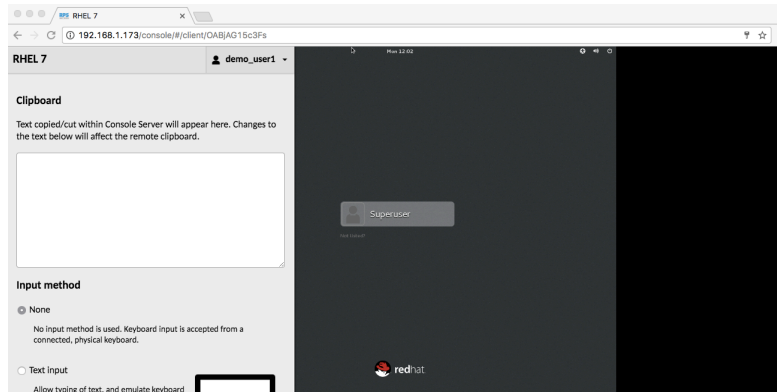 RHEL 7
192.168.1.173/console/#/client/OABjAG15c3Fs
RHEL 7
demo_user1
Mon 12:02
Clipboard
Text copied/cut within Console Server will appear here. Changes to
the text below will affect the remote clipboard.
Superuser
Not listed?
Input method
None
No input method is used. Keyboard input is accepted from a
connected, physical keyboard.
Text input
Allow typing of text, and emulate keyboard
redhat